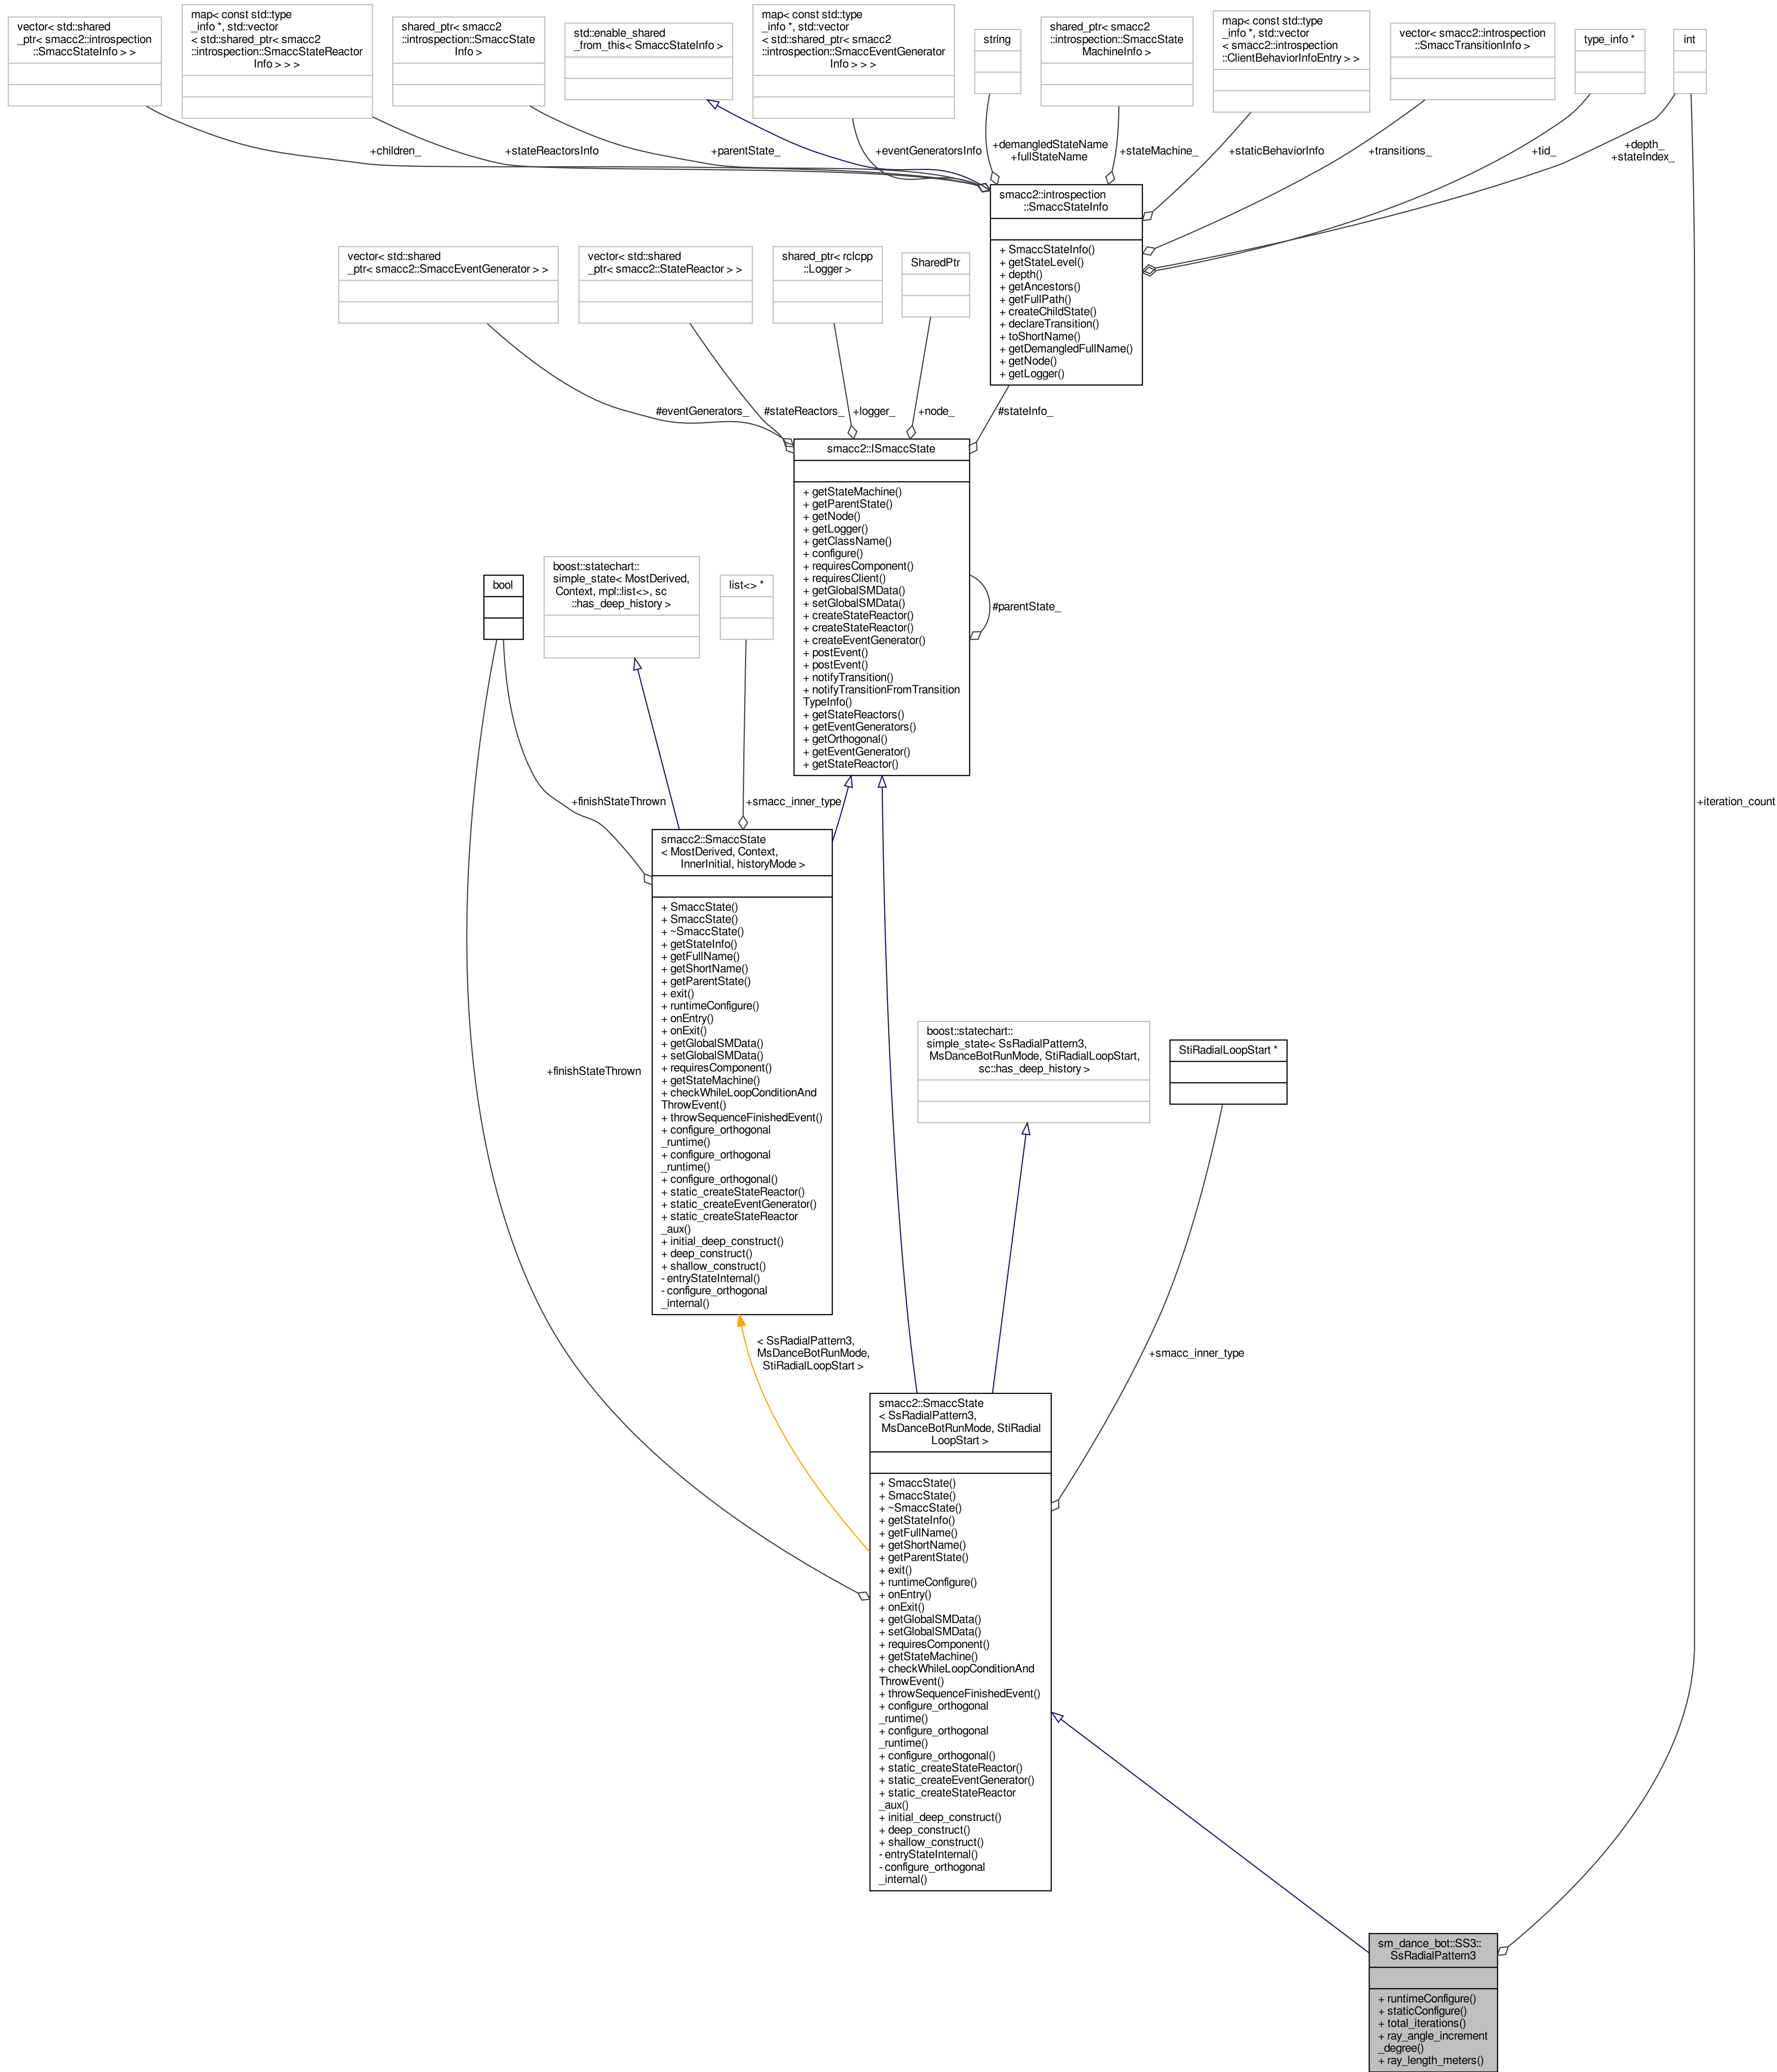 vector< std::shared
_ptr< smacc2::introspection
::SmaccStateInfo > >
map< const std::type
_info *, std::vector
< std::shared_ptr< smacc2
::introspection::SmaccStateReactor
Info > > >
shared_ptr< smacc2
::introspection::SmaccState
Info >
std::enable_shared
_from_this< SmaccStateInfo >
map< const std::type
_info *, std::vector
< std::shared_ptr< smacc2
::introspection::SmaccEventGenerator
Info > > >
string
shared_ptr< smacc2
::introspection::SmaccState
MachineInfo >
map< const std::type
_info *, std::vector
< smacc2::introspection
::ClientBehaviorInfoEntry > >
vector< smacc2::introspection
::SmaccTransitionInfo >
type_info *
int
+children_
+stateReactorsInfo
+parentState_
+eventGeneratorsInfo
+demangledStateName
+fullStateName
+stateMachine_
+staticBehaviorInfo
+transitions_
+tid_
+depth_
+stateIndex_
smacc2::introspection
::SmaccStateInfo
+ SmaccStateInfo()
+ getStateLevel()
+ depth()
+ getAncestors()
+ getFullPath()
+ createChildState()
+ declareTransition()
+ toShortName()
+ getDemangledFullName()
+ getNode()
+ getLogger()
vector< std::shared
_ptr< smacc2::SmaccEventGenerator > >
vector< std::shared
_ptr< smacc2::StateReactor > >
shared_ptr< rclcpp
::Logger >
SharedPtr
#eventGenerators_
#stateReactors_
+logger_
+node_
#stateInfo_
smacc2::ISmaccState
+ getStateMachine()
+ getParentState()
+ getNode()
+ getLogger()
+ getClassName()
+ configure()
+ requiresComponent()
+ requiresClient()
+ getGlobalSMData()
+ setGlobalSMData()
+ createStateReactor()
+ createStateReactor()
+ createEventGenerator()
+ postEvent()
+ postEvent()
+ notifyTransition()
+ notifyTransitionFromTransition
TypeInfo()
+ getStateReactors()
+ getEventGenerators()
+ getOrthogonal()
+ getEventGenerator()
+ getStateReactor()
#parentState_
bool
boost::statechart::
simple_state< MostDerived,
Context, mpl::list<>, sc
::has_deep_history >
list<> *
+finishStateThrown
+smacc_inner_type
+iteration_count
smacc2::SmaccState
< MostDerived, Context,
InnerInitial, historyMode >
+ SmaccState()
+ SmaccState()
+ ~SmaccState()
+ getStateInfo()
+ getFullName()
+ getShortName()
+ getParentState()
+ exit()
+ runtimeConfigure()
+ onEntry()
+ onExit()
+ getGlobalSMData()
+ setGlobalSMData()
+ requiresComponent()
+ getStateMachine()
+ checkWhileLoopConditionAnd
ThrowEvent()
+ throwSequenceFinishedEvent()
+ configure_orthogonal
_runtime()
+ configure_orthogonal
_runtime()
+ configure_orthogonal()
+ static_createStateReactor()
+ static_createEventGenerator()
+ static_createStateReactor
_aux()
+ initial_deep_construct()
+ deep_construct()
+ shallow_construct()
- entryStateInternal()
- configure_orthogonal
_internal()
+finishStateThrown
boost::statechart::
simple_state< SsRadialPattern3,
MsDanceBotRunMode, StiRadialLoopStart,
sc::has_deep_history >
StiRadialLoopStart *
< SsRadialPattern3,
MsDanceBotRunMode,
StiRadialLoopStart >
+smacc_inner_type
smacc2::SmaccState
< SsRadialPattern3,
MsDanceBotRunMode, StiRadial
LoopStart >
+ SmaccState()
+ SmaccState()
+ ~SmaccState()
+ getStateInfo()
+ getFullName()
+ getShortName()
+ getParentState()
+ exit()
+ runtimeConfigure()
+ onEntry()
+ onExit()
+ getGlobalSMData()
+ setGlobalSMData()
+ requiresComponent()
+ getStateMachine()
+ checkWhileLoopConditionAnd
ThrowEvent()
+ throwSequenceFinishedEvent()
+ configure_orthogonal
_runtime()
+ configure_orthogonal
_runtime()
+ configure_orthogonal()
+ static_createStateReactor()
+ static_createEventGenerator()
+ static_createStateReactor
_aux()
+ initial_deep_construct()
+ deep_construct()
+ shallow_construct()
- entryStateInternal()
- configure_orthogonal
_internal()
sm_dance_bot::SS3::
SsRadialPattern3
+ runtimeConfigure()
+ staticConfigure()
+ total_iterations()
+ ray_angle_increment
_degree()
+ ray_length_meters()